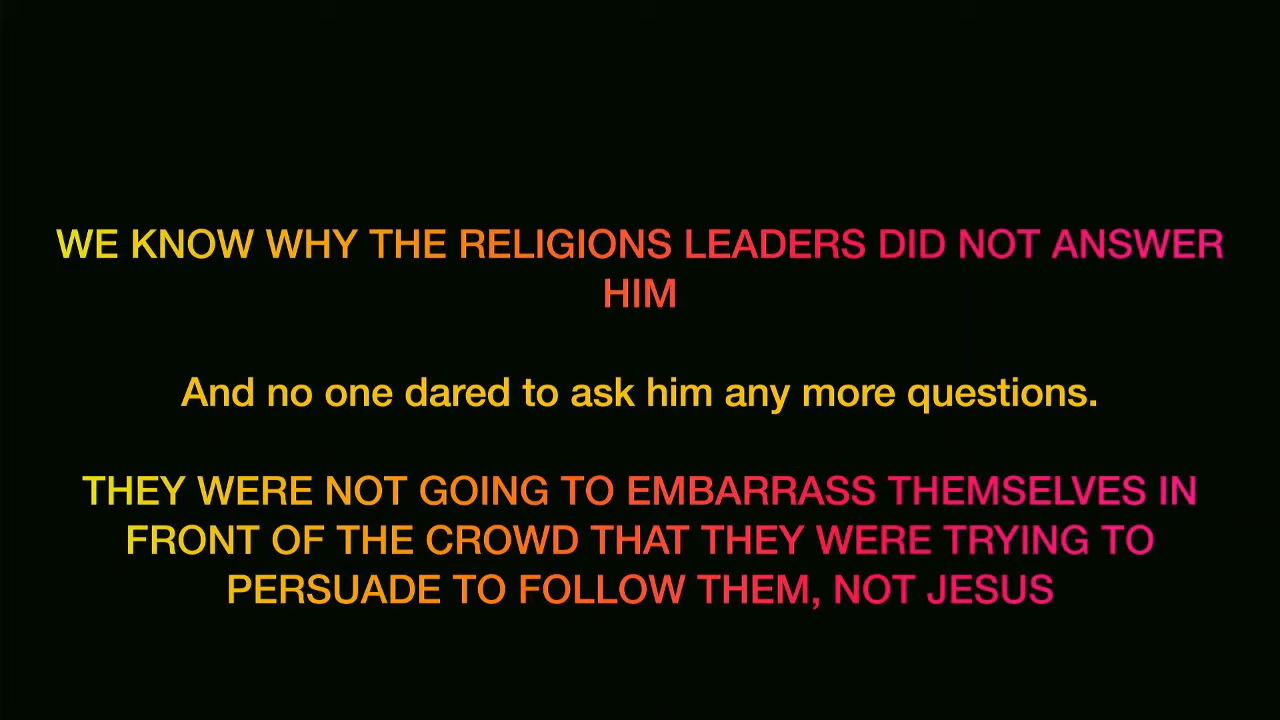 WE KNOW WHY THE RELIGIONS LEADERS DID NOT ANSWER
HIM
And no one dared to ask him any more questions.
THEY WERE NOT GOING TO EMBARRASS THEMSELVES IN
FRONT OF THE CROWD THAT THEY WERE TRYING TO
PERSUADE TO FOLLOW THEM, NOT JESUS